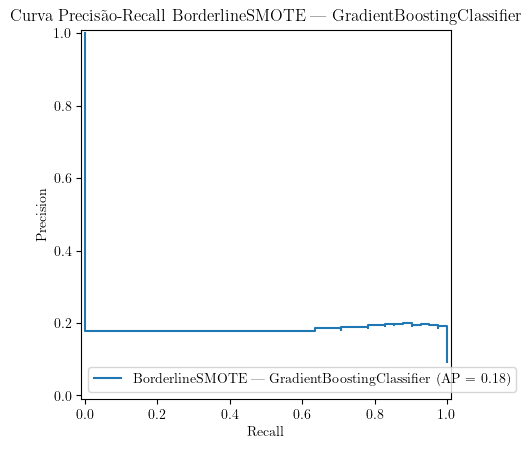 Curva Precisão-Recall BorderlineSMOTE — GradientBoostingClassifier
1.0
0.8
0.6
0.4
0.2
0.0
Precision
BorderlineSMOTE — GradientBoostingClassifier (AP = 0.18)
0.0 0.2 0.4 0.6 0.8 1.0
Recall